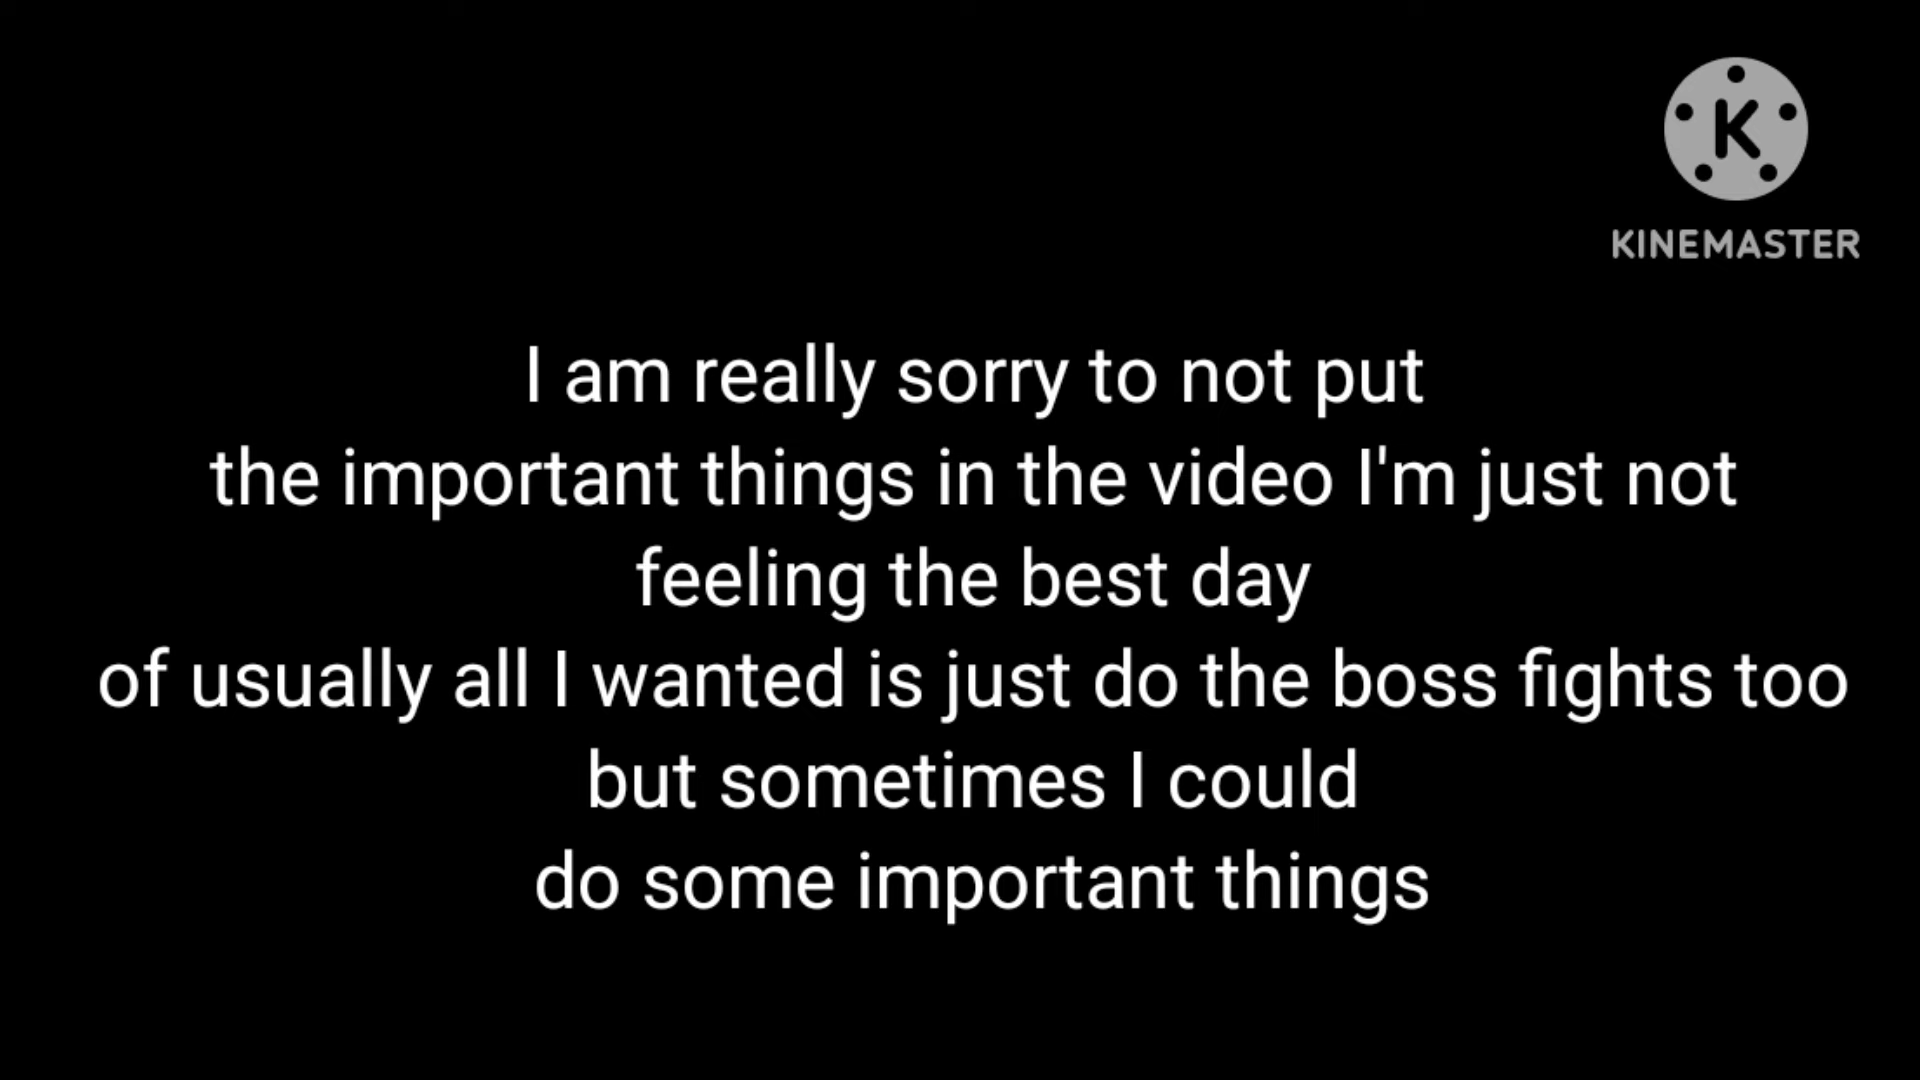 K
KINEMASTER
I am really sorry to not put
the important things in the video I'm just not
feeling the best day
of usually all I wanted is just do the boss fights too
but sometimes I could
do some important things